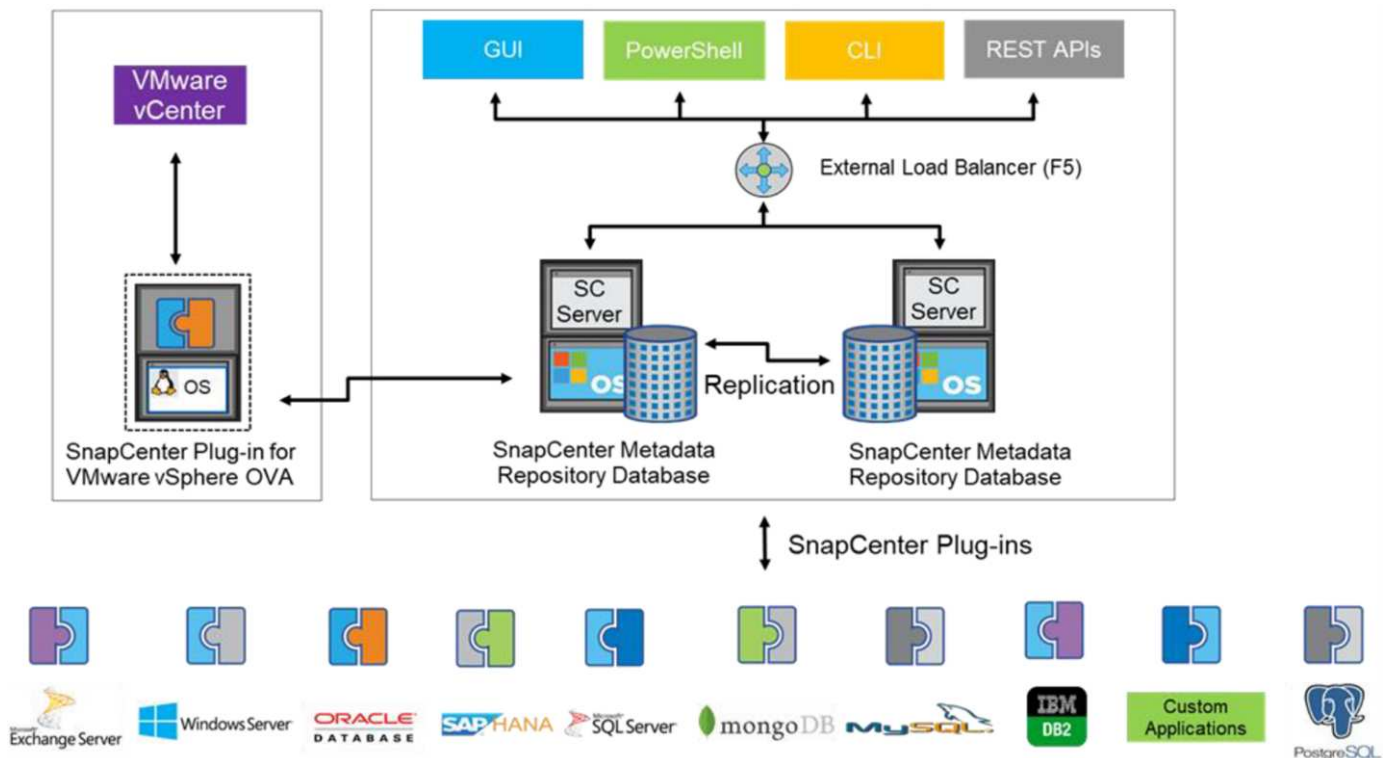 VMware
vCenter
GUI
PowerShell
CLI
REST APIs
External Load Balancer (F5)
SC
Server
SC
Server
OS
OS
OS
Replication
SnapCenter Plug-in for
VMware vSphere OVA
SnapCenter Metadata
Repository Database
SnapCenter Metadata
Repository Database
SnapCenter Plug-ins
Microsoft
Exchange Server
Windows Server
ORACLE
DATABASE
SAP HANA
Microsoft
SQL Server
mongoDB
MySQL
IBM
DB2
Custom
Applications
PostgreSQL